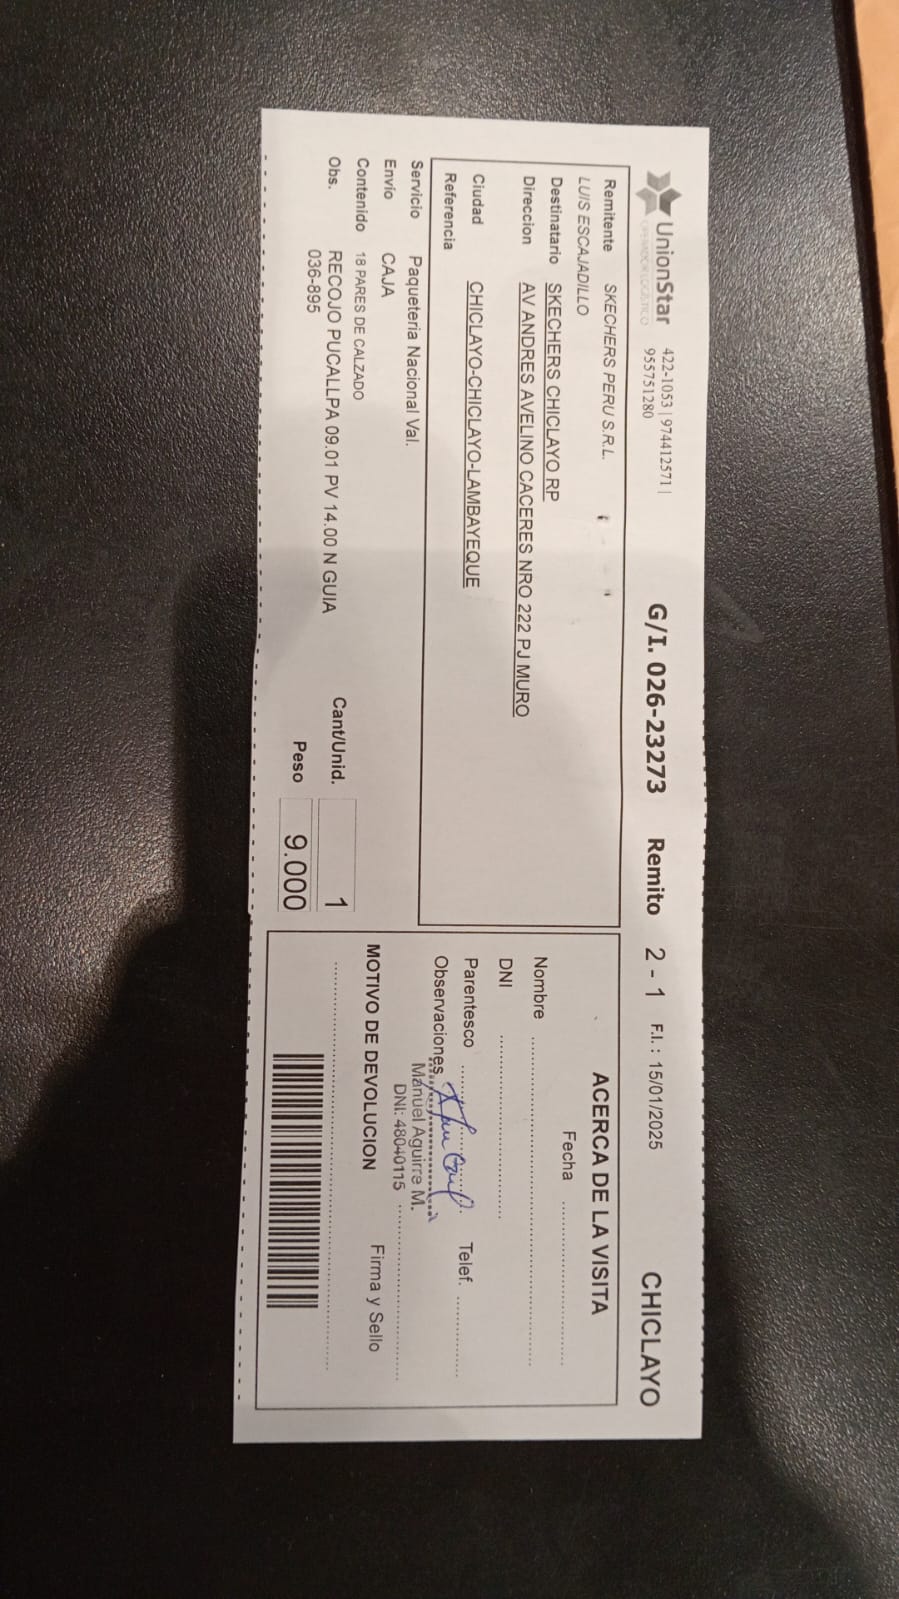 UnionStar
OPERADOR LOGISTICO
422-1053 | 974412571 |
955751280
G/I. 026-23273 Remito 2 - 1 F.I. : 15/01/2025 CHICLAYO
Remitente SKECHERS PERU S.R.L.
LUIS ESCAJADILLO
Destinatario SKECHERS CHICLAYO RP
Direccion AV ANDRES AVELINO CACERES NRO 222 PJ MURO
Ciudad CHICLAYO-CHICLAYO-LAMBAYEQUE
Referencia
Servicio Paqueteria Nacional Val.
Envio CAJA
Contenido 18 PARES DE CALZADO
Obs. RECOJO PUCALLPA 09.01 PV 14.00 N GUIA
036-895
Cant/Unid. 1
Peso 9.000
ACERCA DE LA VISITA
Fecha
Nombre
DNI
Parentesco Telef.
Observaciones
Manuel Aguirre M.
DNI: 48040115
MOTIVO DE DEVOLUCION Firma y Sello